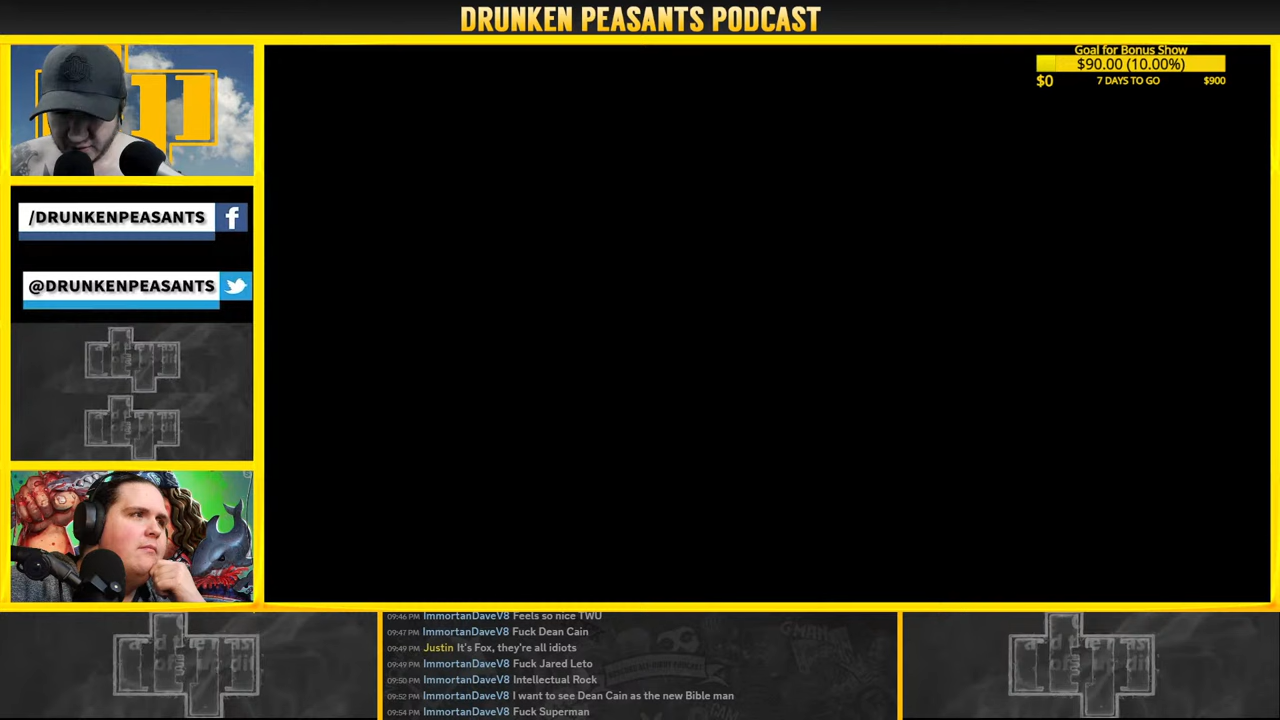 DRUNKEN PEASANTS PODCAST
Goal for Bonus Show
$90.00 (10.00%)
$0 7 DAYS TO GO $900
/DRUNKENPEASANTS f
@DRUNKENPEASANTS
09:46 PM ImmortanDaveV8 Feels so nice TWU
09:47 PM ImmortanDaveV8 Fuck Dean Cain
09:49 PM Justin It's Fox, they're all idiots
09:49 PM ImmortanDaveV8 Fuck Jared Leto
09:50 PM ImmortanDaveV8 Intellectual Rock
09:52 PM ImmortanDaveV8 I want to see Dean Cain as the new Bible man
09:54 PM ImmortanDaveV8 Fuck Superman